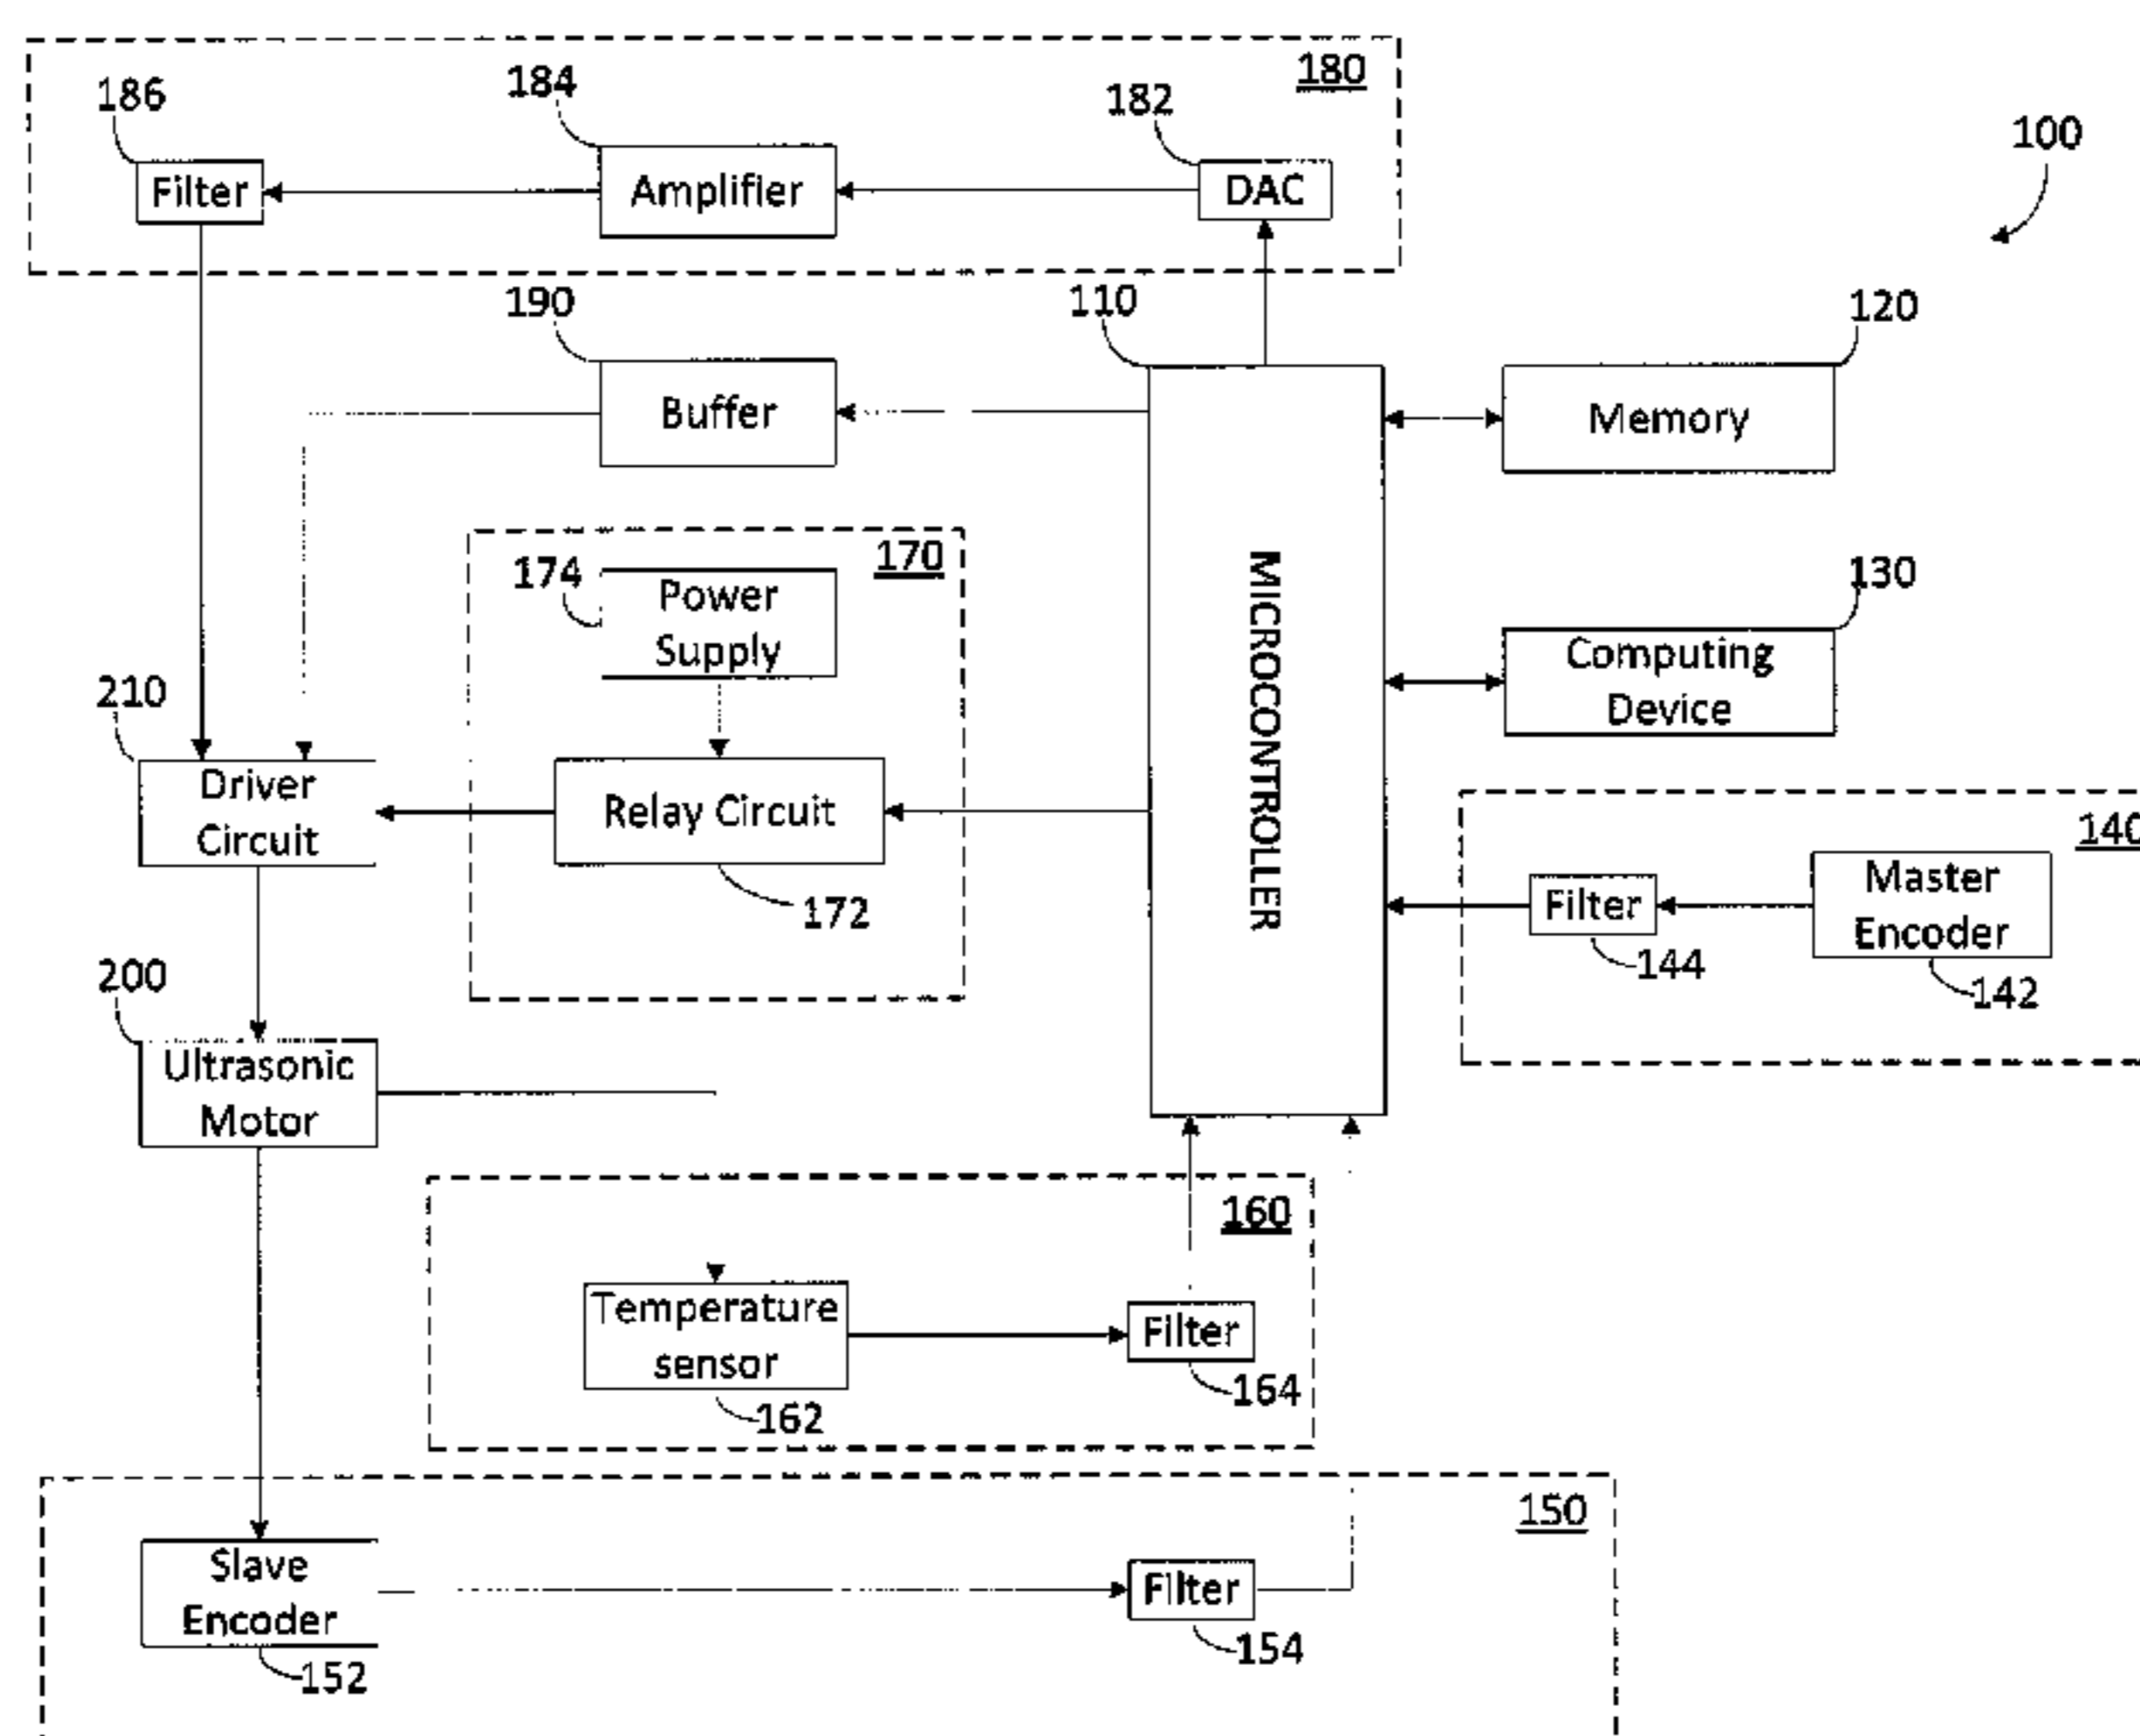 180
186
184
182
100
Filter
Amplifier
DAC
190
110
120
Buffer
Memory
170
174
Power
Supply
MICROCONTROLLER
130
Computing
Device
210
Driver
Circuit
Relay Circuit
172
140
Master
Encoder
Filter
144
142
200
Ultrasonic
Motor
160
Temperature
sensor
Filter
164
162
150
Slave
Encoder
Filter
154
152